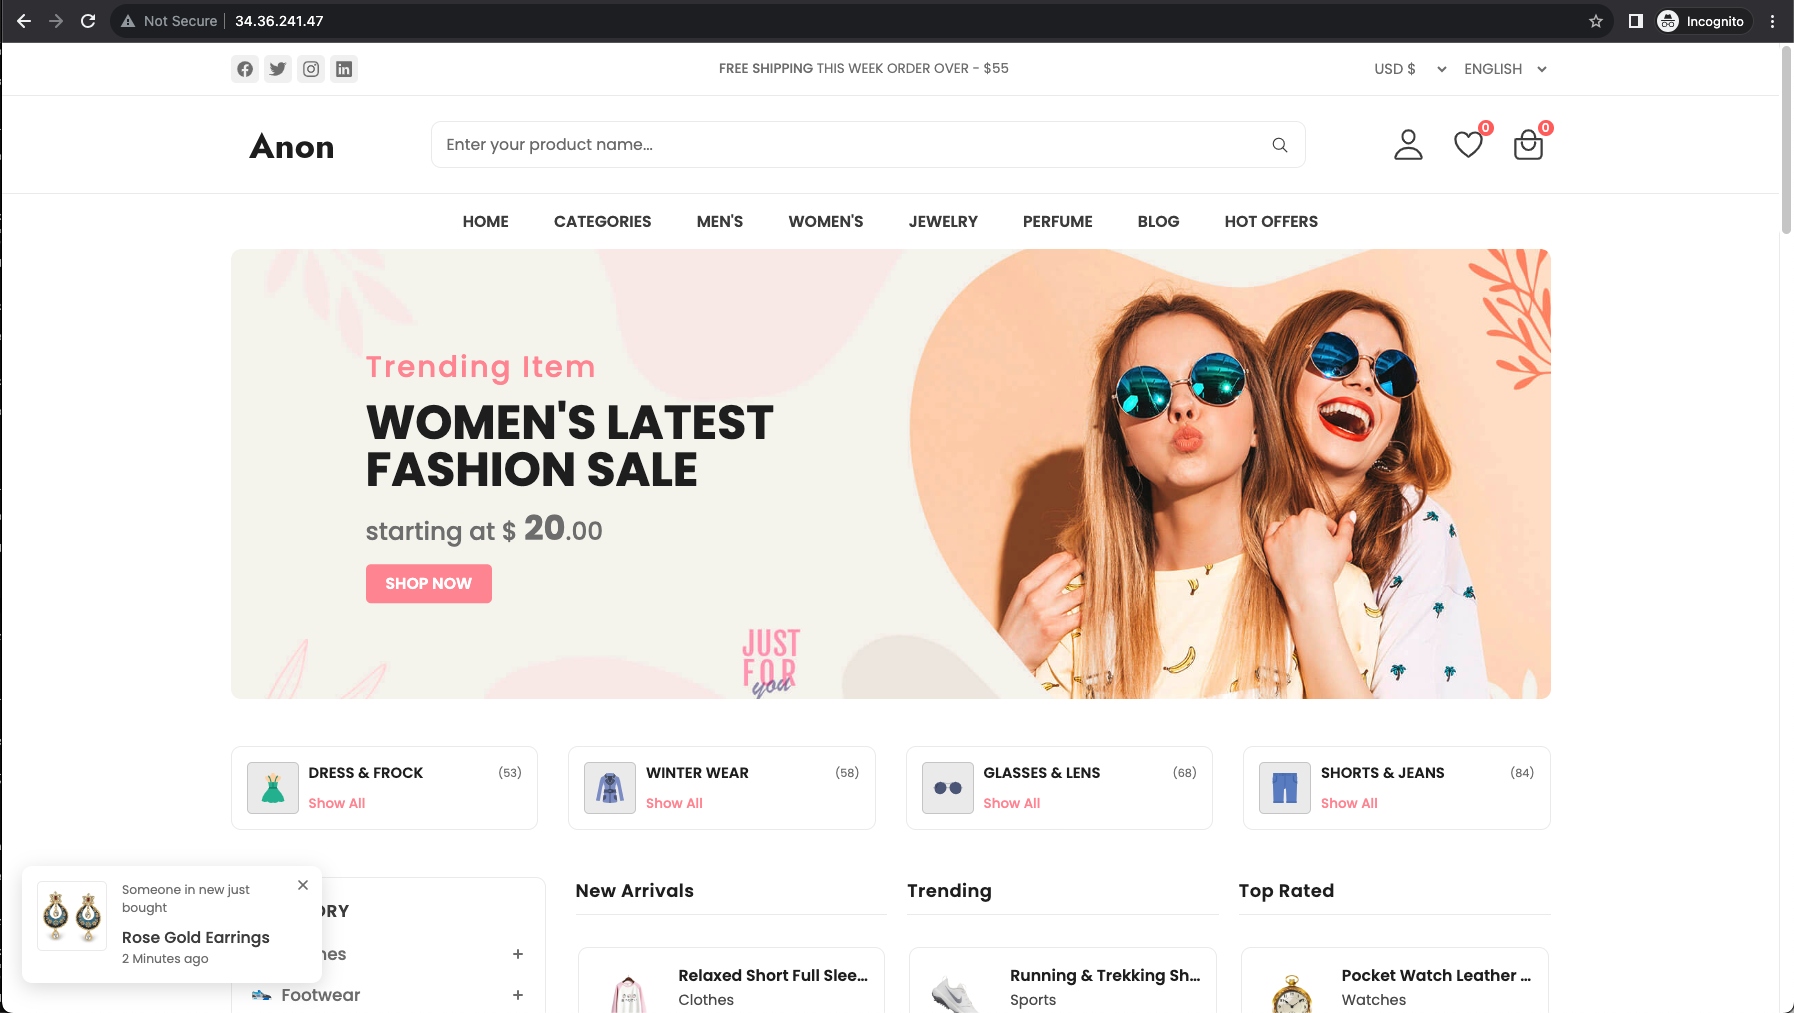 Not Secure
34.36.241.47
Incognito
FREE SHIPPING THIS WEEK ORDER OVER - $55
USD $
ENGLISH
Anon
Enter your product name...
0
0
HOME
CATEGORIES
MEN'S
WOMEN'S
JEWELRY
PERFUME
BLOG
HOT OFFERS
Trending Item
WOMEN'S LATEST
FASHION SALE
starting at $ 20.00
SHOP NOW
JUST
FOR
you
DRESS & FROCK
(53)
Show All
WINTER WEAR
(58)
Show All
GLASSES & LENS
(68)
Show All
SHORTS & JEANS
(84)
Show All
Someone in new just
bought
Rose Gold Earrings
2 Minutes ago
ORY
nes
+
Footwear
+
New Arrivals
Relaxed Short Full Slee...
Clothes
Trending
Running & Trekking Sh...
Sports
Top Rated
Pocket Watch Leather ...
Watches